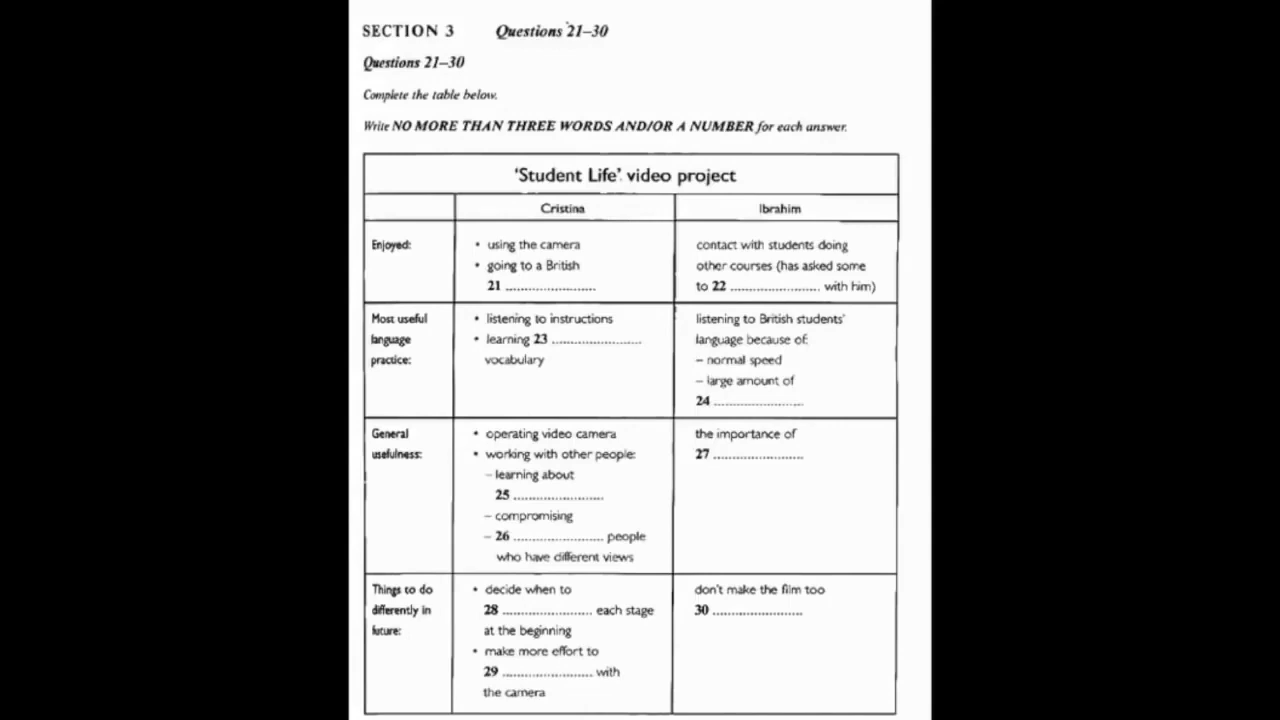 SECTION 3 Questions 21–30
Questions 21–30
Complete the table below.
Write NO MORE THAN THREE WORDS AND/OR A NUMBER for each answer.
'Student Life' video project
Cristina Ibrahim
Enjoyed:
• using the camera
• going to a British
21 ........................
contact with students doing
other courses (has asked some
to 22 ........................ with him)
Most useful
language
practice:
• listening to instructions
• learning 23 ........................
vocabulary
listening to British students'
language because of:
– normal speed
– large amount of
24 ........................
General
usefulness:
• operating video camera
• working with other people:
– learning about
25 ........................
– compromising
– 26 ........................ people
who have different views
the importance of
27 ........................
Things to do
differently in
future:
• decide when to
28 ........................ each stage
at the beginning
• make more effort to
29 ........................ with
the camera
don't make the film too
30 ........................